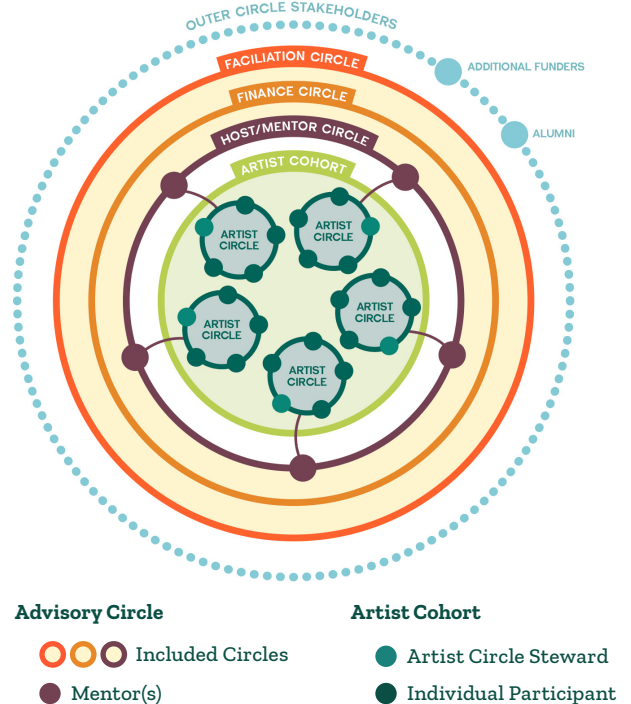 OUTER CIRCLE STAKEHOLDERS
FACILIATION CIRCLE
ADDITIONAL FUNDERS
FINANCE CIRCLE
HOST/MENTOR CIRCLE
ALUMNI
ARTIST COHORT
ARTIST
CIRCLE
ARTIST
CIRCLE
ARTIST
CIRCLE
ARTIST
CIRCLE
ARTIST
CIRCLE
Advisory Circle
Included Circles
Mentor(s)
Artist Cohort
Artist Circle Steward
Individual Participant